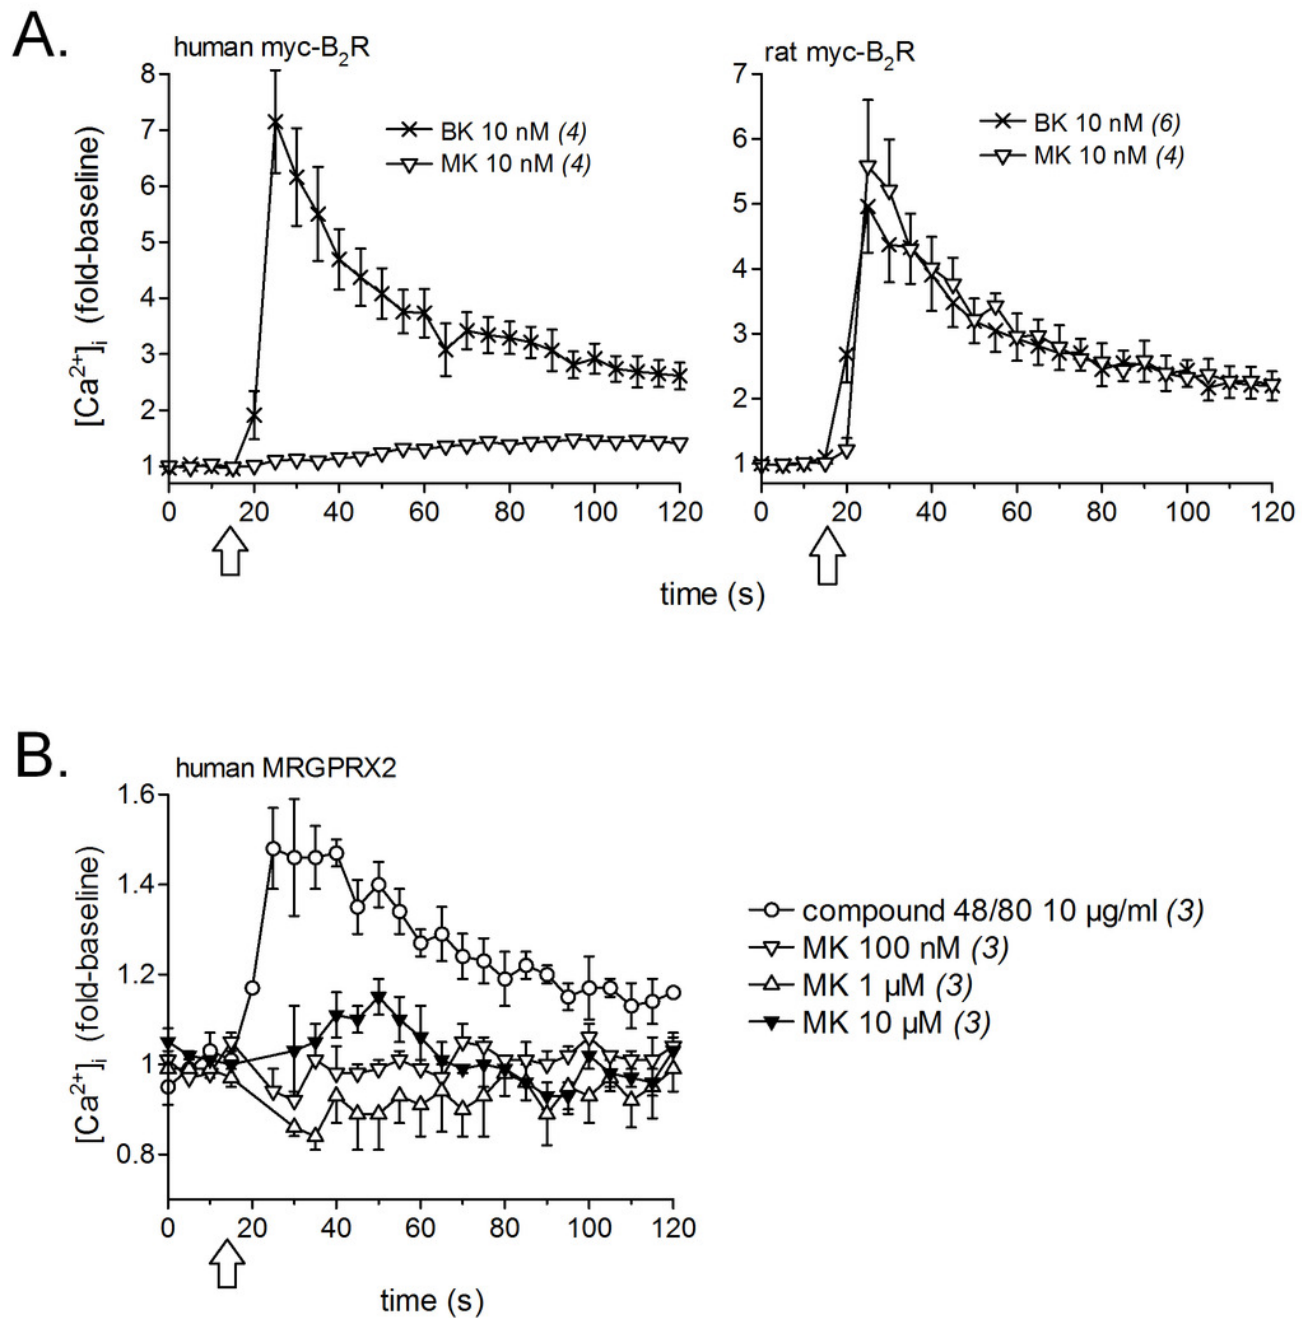 A.
human myc-B₂R
rat myc-B₂R
[Ca²⁺]ᵢ (fold-baseline)
8
7
6
5
4
3
2
1
BK 10 nM (4)
MK 10 nM (4)
0 20 40 60 80 100 120
7
6
5
4
3
2
1
BK 10 nM (6)
MK 10 nM (4)
0 20 40 60 80 100 120
time (s)
B.
human MRGPRX2
[Ca²⁺]ᵢ (fold-baseline)
1.6
1.4
1.2
1
0.8
0 20 40 60 80 100 120
time (s)
compound 48/80 10 µg/ml (3)
MK 100 nM (3)
MK 1 µM (3)
MK 10 µM (3)